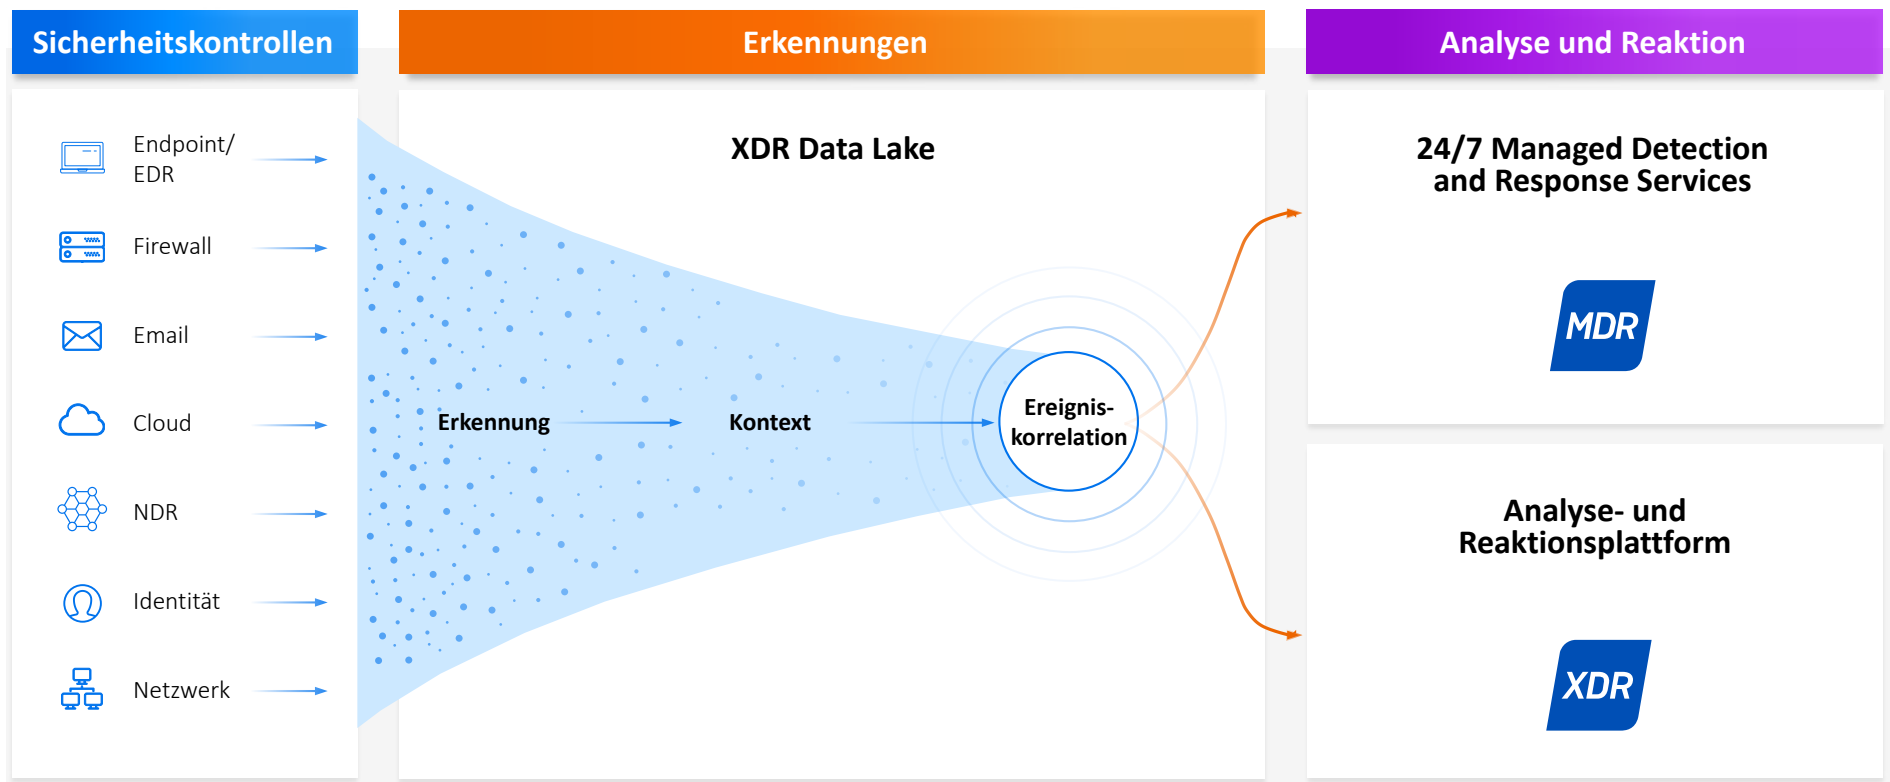 Sicherheitskontrollen
Endpoint/
EDR
Firewall
Email
Cloud
NDR
Identität
Netzwerk
Erkennungen
XDR Data Lake
Erkennung
Kontext
Ereignis-
korrelation
Analyse und Reaktion
24/7 Managed Detection
and Response Services
MDR
Analyse- und
Reaktionsplattform
XDR